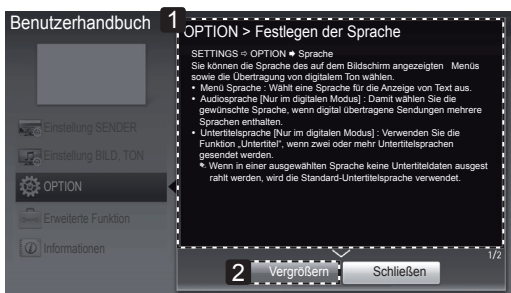 Benutzerhandbuch
1
OPTION > Festlegen der Sprache
SETTINGS ⇨ OPTION ➡ Sprache
Sie können die Sprache des auf dem Bildschirm angezeigten Menüs
sowie die Übertragung von digitalem Ton wählen.
• Menü Sprache : Wählt eine Sprache für die Anzeige von Text aus.
• Audiosprache [Nur im digitalen Modus] : Damit wählen Sie die
gewünschte Sprache, wenn digital übertragene Sendungen mehrere
Sprachen enthalten.
• Untertitelsprache [Nur im digitalen Modus] : Verwenden Sie die
Funktion „Untertitel", wenn zwei oder mehr Untertitelsprachen
gesendet werden.
Wenn in einer ausgewählten Sprache keine Untertiteldaten ausgest
rahlt werden, wird die Standard-Untertitelsprache verwendet.
Einstellung SENDER
Einstellung BILD, TON
OPTION
Erweiterte Funktion
Informationen
1/2
2
Vergrößern
Schließen